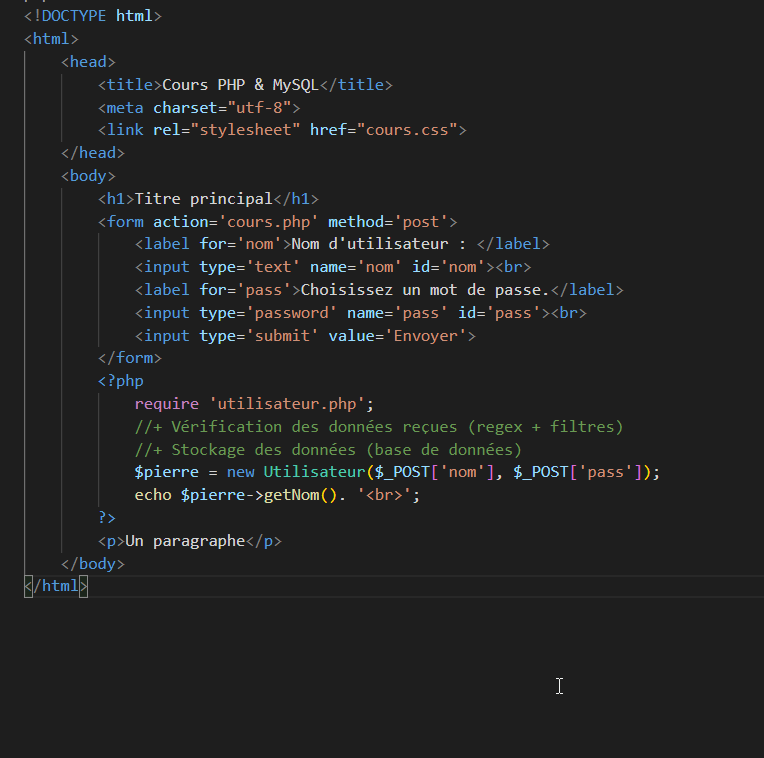 <!DOCTYPE html>
<html>
    <head>
        <title>Cours PHP & MySQL</title>
        <meta charset="utf-8">
        <link rel="stylesheet" href="cours.css">
    </head>
    <body>
        <h1>Titre principal</h1>
        <form action='cours.php' method='post'>
            <label for='nom'>Nom d'utilisateur : </label>
            <input type='text' name='nom' id='nom'><br>
            <label for='pass'>Choisissez un mot de passe.</label>
            <input type='password' name='pass' id='pass'><br>
            <input type='submit' value='Envoyer'>
        </form>
        <?php
            require 'utilisateur.php';
            //+ Vérification des données reçues (regex + filtres)
            //+ Stockage des données (base de données)
            $pierre = new Utilisateur($_POST['nom'], $_POST['pass']);
            echo $pierre->getNom(). '<br>';
        ?>
        <p>Un paragraphe</p>
    </body>
</html>